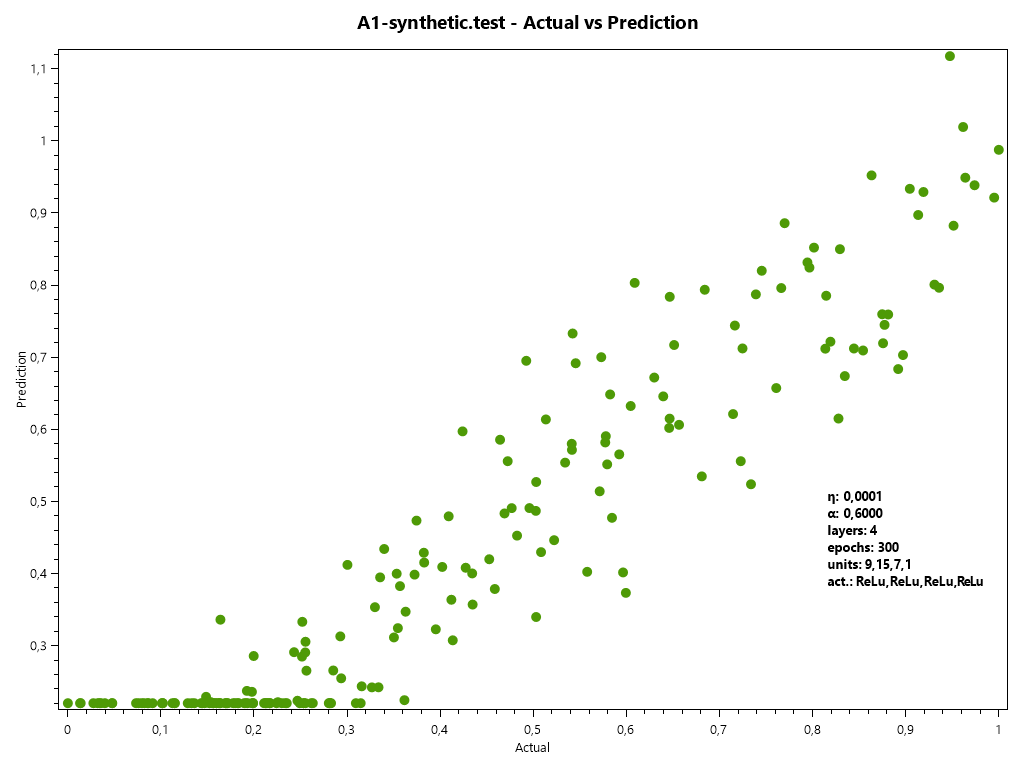 A1-synthetic.test - Actual vs Prediction
1,1
1
0,9
0,8
0,7
0,6
0,5
0,4
0,3
Prediction
η: 0,0001
α: 0,6000
layers: 4
epochs: 300
units: 9,15,7,1
act.: ReLu,ReLu,ReLu,ReLu
0 0,1 0,2 0,3 0,4 0,5 0,6 0,7 0,8 0,9 1
Actual